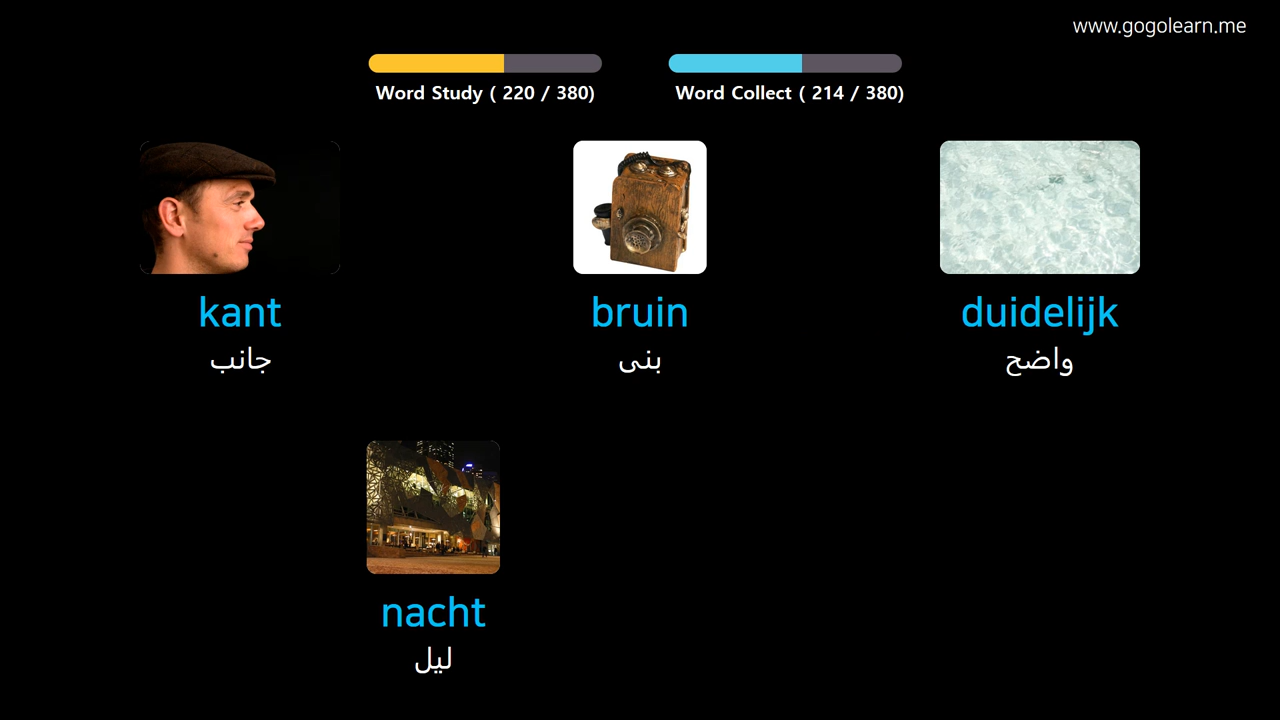 www.gogolearn.me
Word Study ( 220 / 380)
Word Collect ( 214 / 380)
kant
bruin
duidelijk
جانب
بنى
واضح
nacht
ليل